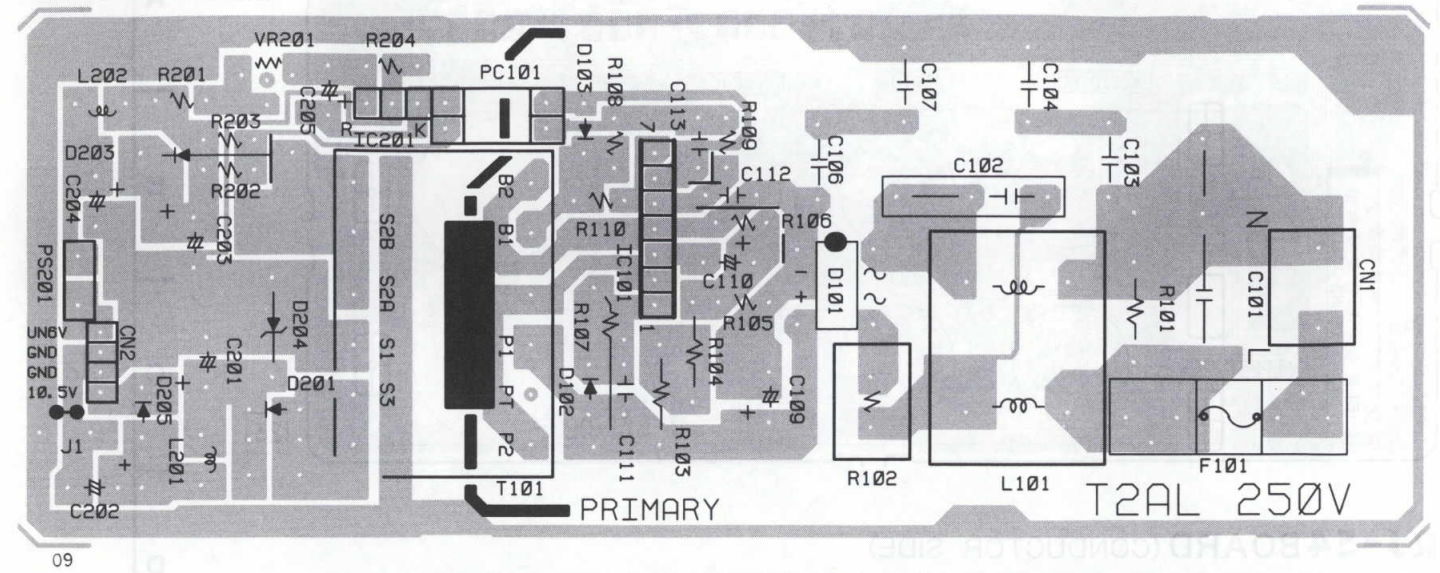 VR201
R204
PC101
D103
R108
C113
R109
C107
C104
L202
R201
C205
R
K
IC201
7
R203
D203
R202
C204
C203
B2
B1
R110
C112
R106
C106
C102
C103
N
PS201
S2B
S2A
IC101
C110
R105
D101
-
+
R101
C101
CN1
UN6V
GND
GND
10.5V
CN2
D204
C201
D201
S1
S3
P1
PT
P2
R107
1
D102
R104
C109
L
J1
D205
L201
C202
C111
R103
R102
L101
F101
T101
PRIMARY
T2AL 250V
09
BOARD (CONDUCTOR SIDE)